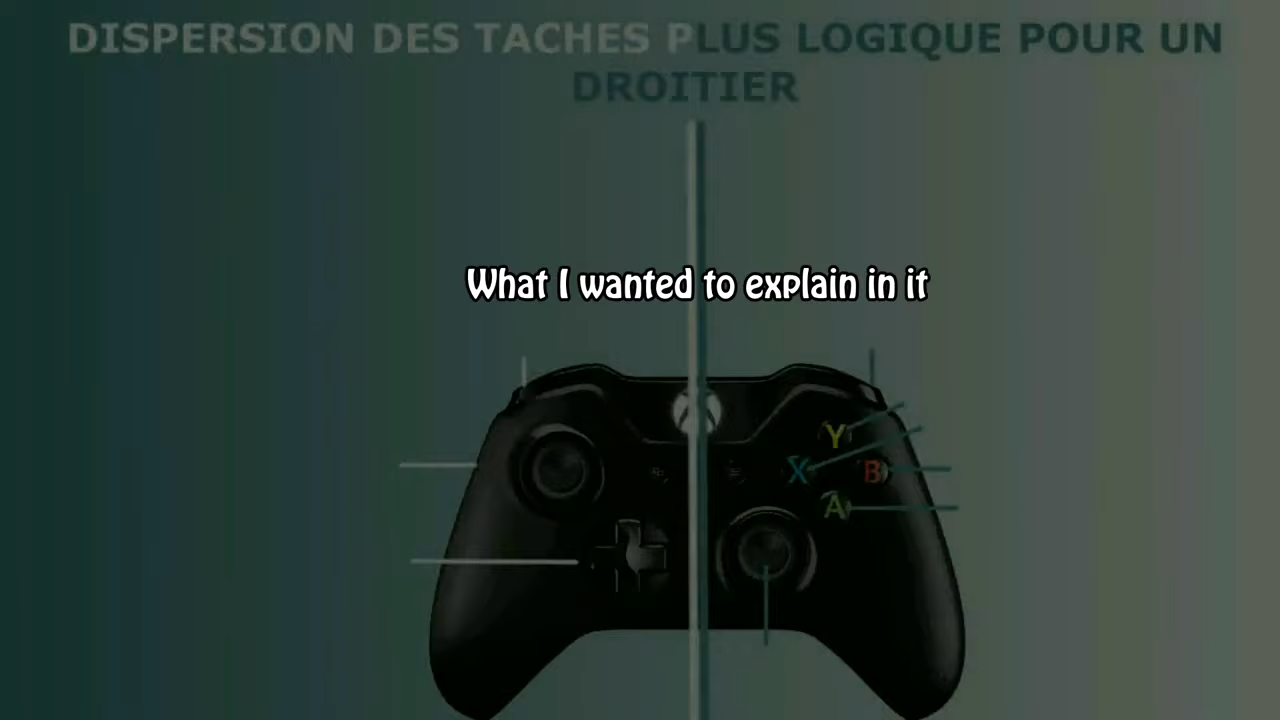 DISPERSION DES TACHES PLUS LOGIQUE POUR UN
DROITIER
What I wanted to explain in it
Y
X B
A